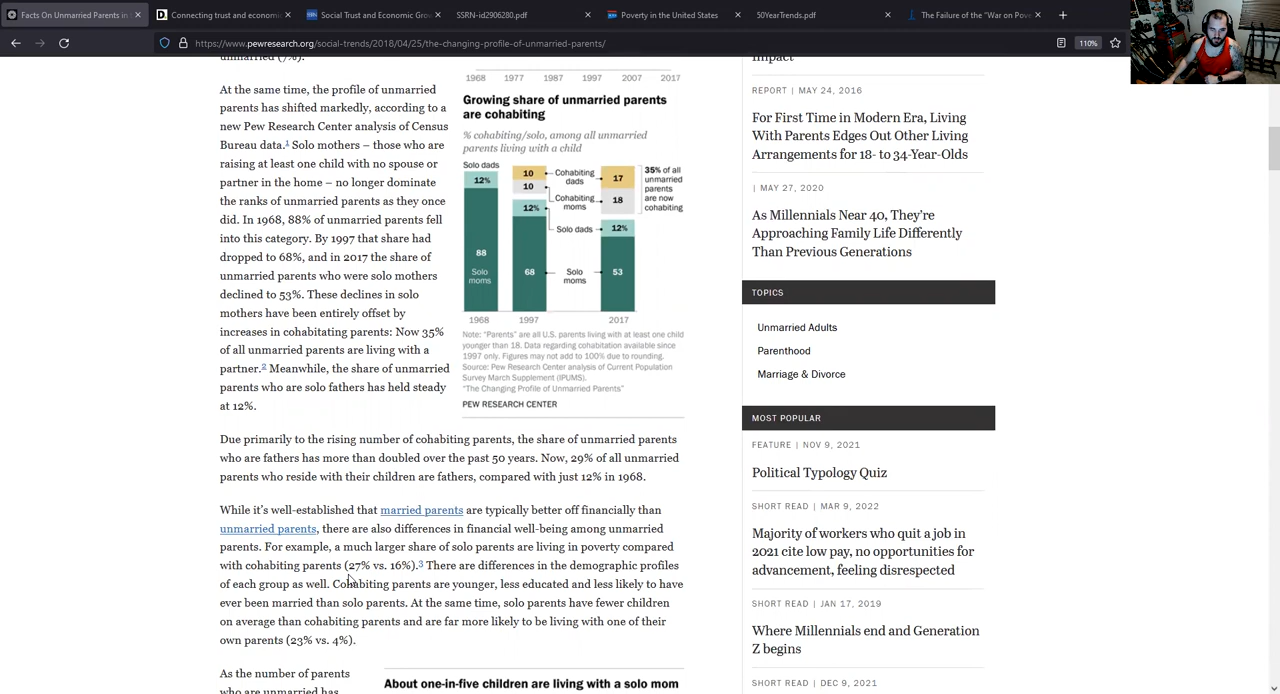 Facts On Unmarried Parents in
Connecting trust and economi
Social Trust and Economic Gro
SSRN-id2906280.pdf
Poverty in the United States
50YearTrends.pdf
The Failure of the "War on Pov
https://www.pewresearch.org/social-trends/2018/04/25/the-changing-profile-of-unmarried-parents/
110%
unmarried (7%).
At the same time, the profile of unmarried
parents has shifted markedly, according to a
new Pew Research Center analysis of Census
Bureau data.1 Solo mothers – those who are
raising at least one child with no spouse or
partner in the home – no longer dominate
the ranks of unmarried parents as they once
did. In 1968, 88% of unmarried parents fell
into this category. By 1997 that share had
dropped to 68%, and in 2017 the share of
unmarried parents who were solo mothers
declined to 53%. These declines in solo
mothers have been entirely offset by
increases in cohabitating parents: Now 35%
of all unmarried parents are living with a
partner.2 Meanwhile, the share of unmarried
parents who are solo fathers has held steady
at 12%.
1968 1977 1987 1997 2007 2017
Growing share of unmarried parents
are cohabiting
% cohabiting/solo, among all unmarried
parents living with a child
Solo dads
12%
88
Solo
moms
10
10
12%
68
Cohabiting
dads
Cohabiting
moms
Solo dads
Solo
moms
17
18
12%
53
35% of all
unmarried
parents
are now
cohabiting
1968 1997 2017
Note: "Parents" are all U.S. parents living with at least one child
younger than 18. Data regarding cohabitation available since
1997 only. Figures may not add to 100% due to rounding.
Source: Pew Research Center analysis of Current Population
Survey March Supplement (IPUMS).
"The Changing Profile of Unmarried Parents"
PEW RESEARCH CENTER
Due primarily to the rising number of cohabiting parents, the share of unmarried parents
who are fathers has more than doubled over the past 50 years. Now, 29% of all unmarried
parents who reside with their children are fathers, compared with just 12% in 1968.
While it's well-established that married parents are typically better off financially than
unmarried parents, there are also differences in financial well-being among unmarried
parents. For example, a much larger share of solo parents are living in poverty compared
with cohabiting parents (27% vs. 16%).3 There are differences in the demographic profiles
of each group as well. Cohabiting parents are younger, less educated and less likely to have
ever been married than solo parents. At the same time, solo parents have fewer children
on average than cohabiting parents and are far more likely to be living with one of their
own parents (23% vs. 4%).
As the number of parents
who are unmarried has
About one-in-five children are living with a solo mom
Impact
REPORT | MAY 24, 2016
For First Time in Modern Era, Living
With Parents Edges Out Other Living
Arrangements for 18- to 34-Year-Olds
| MAY 27, 2020
As Millennials Near 40, They're
Approaching Family Life Differently
Than Previous Generations
TOPICS
Unmarried Adults
Parenthood
Marriage & Divorce
MOST POPULAR
FEATURE | NOV 9, 2021
Political Typology Quiz
SHORT READ | MAR 9, 2022
Majority of workers who quit a job in
2021 cite low pay, no opportunities for
advancement, feeling disrespected
SHORT READ | JAN 17, 2019
Where Millennials end and Generation
Z begins
SHORT READ | DEC 9, 2021